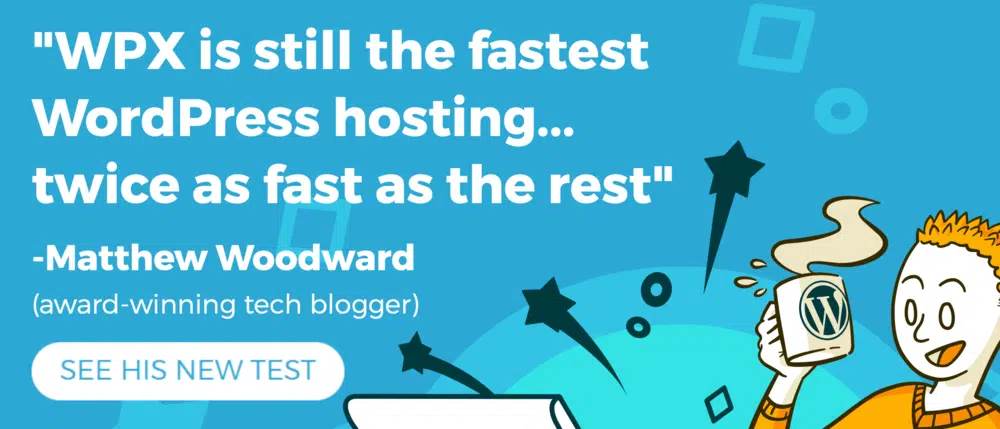 "WPX is still the fastest
WordPress hosting...
twice as fast as the rest"
-Matthew Woodward
(award-winning tech blogger)
SEE HIS NEW TEST
W